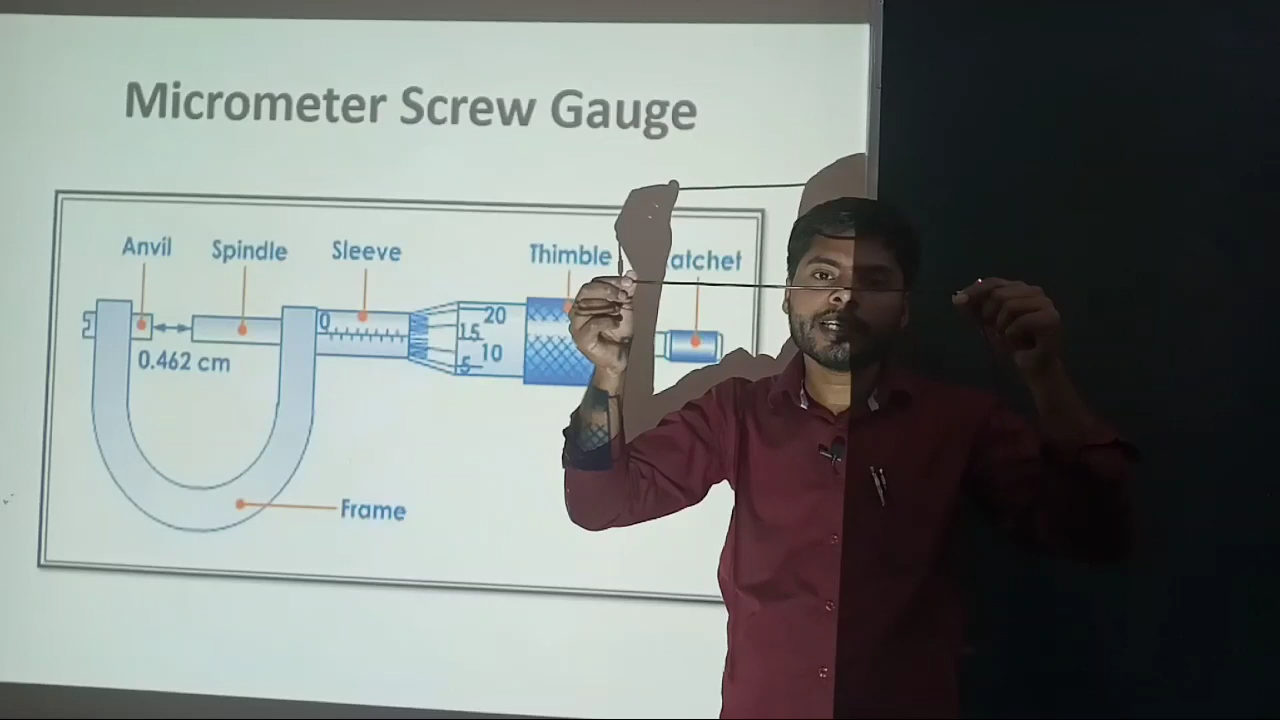 Micrometer Screw Gauge
Anvil Spindle Sleeve Thimble atchet
0 20
15
10
5
0.462 cm
Frame